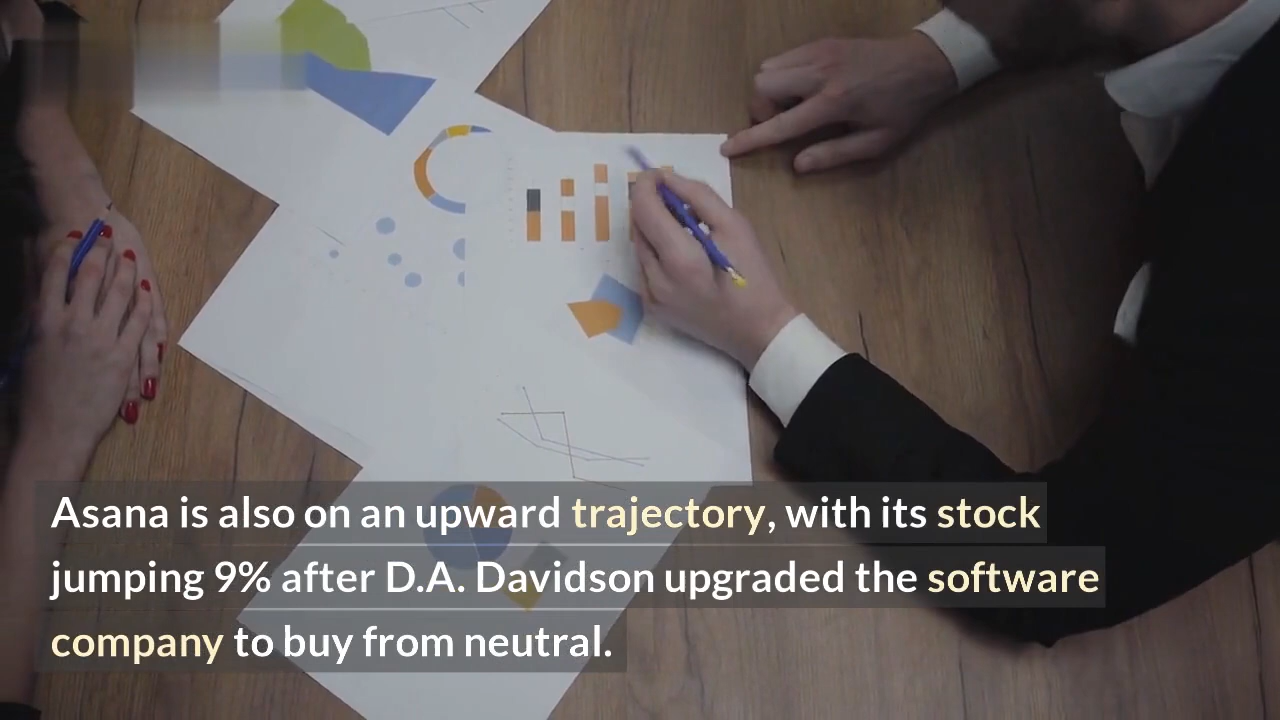 Asana is also on an upward trajectory, with its stock
jumping 9% after D.A. Davidson upgraded the software
company to buy from neutral.